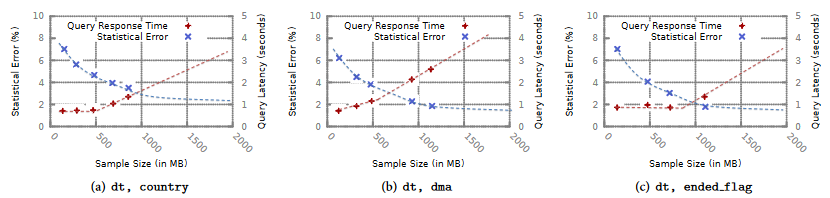 10
8
6
4
2
0
Statistical Error (%)
Query Response Time
Statistical Error
5
4
3
2
1
0
Query Latency (seconds)
0
500
1000
1500
2000
Sample Size (in MB)
(a) dt, country
10
8
6
4
2
0
Statistical Error (%)
Query Response Time
Statistical Error
5
4
3
2
1
0
Query Latency (seconds)
0
500
1000
1500
2000
Sample Size (in MB)
(b) dt, dma
10
8
6
4
2
0
Statistical Error (%)
Query Response Time
Statistical Error
5
4
3
2
1
0
Query Latency (seconds)
0
500
1000
1500
2000
Sample Size (in MB)
(c) dt, ended_flag